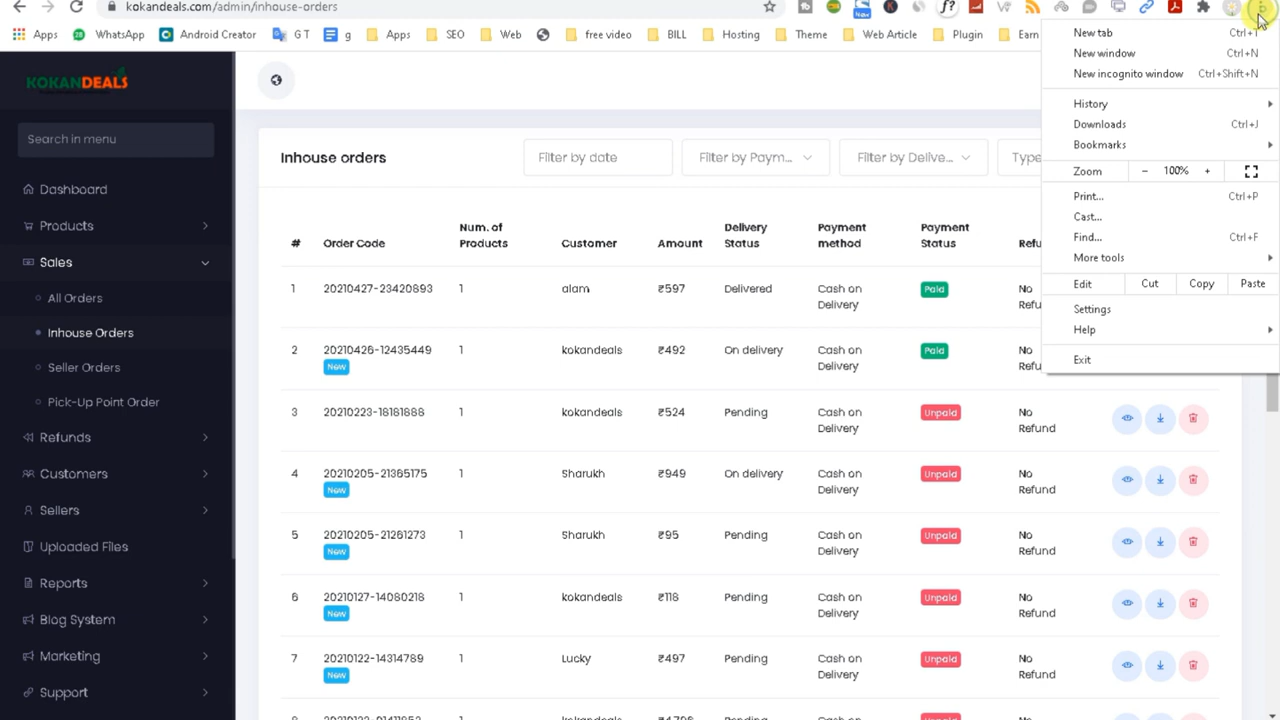 kokandeals.com/admin/inhouse-orders
Apps WhatsApp Android Creator G T g Apps SEO Web free video BILL Hosting Theme Web Article Plugin Earn
New tab
New window Ctrl+N
New incognito window Ctrl+Shift+N
History
Downloads Ctrl+J
Bookmarks
Zoom - 100% +
Print... Ctrl+P
Cast...
Find... Ctrl+F
More tools
Edit Cut Copy Paste
Settings
Help
Exit
KOKANDEALS
Search in menu
Dashboard
Products
Sales
All Orders
Inhouse Orders
Seller Orders
Pick-Up Point Order
Refunds
Customers
Sellers
Uploaded Files
Reports
Blog System
Marketing
Support
Inhouse orders Filter by date Filter by Paym... Filter by Delive... Type
# Order Code Num. of Products Customer Amount Delivery Status Payment method Payment Status
1 20210427-23420893 1 alam ₹597 Delivered Cash on Delivery Paid No
2 20210426-12435449 New 1 kokandeals ₹492 On delivery Cash on Delivery Paid No
3 20210223-18181888 1 kokandeals ₹524 Pending Cash on Delivery Unpaid No Refund
4 20210205-21365175 New 1 Sharukh ₹949 On delivery Cash on Delivery Unpaid No Refund
5 20210205-21261273 New 1 Sharukh ₹95 Pending Cash on Delivery Unpaid No Refund
6 20210127-14080218 New 1 kokandeals ₹118 Pending Cash on Delivery Unpaid No Refund
7 20210122-14314789 New 1 Lucky ₹497 Pending Cash on Delivery Unpaid No Refund